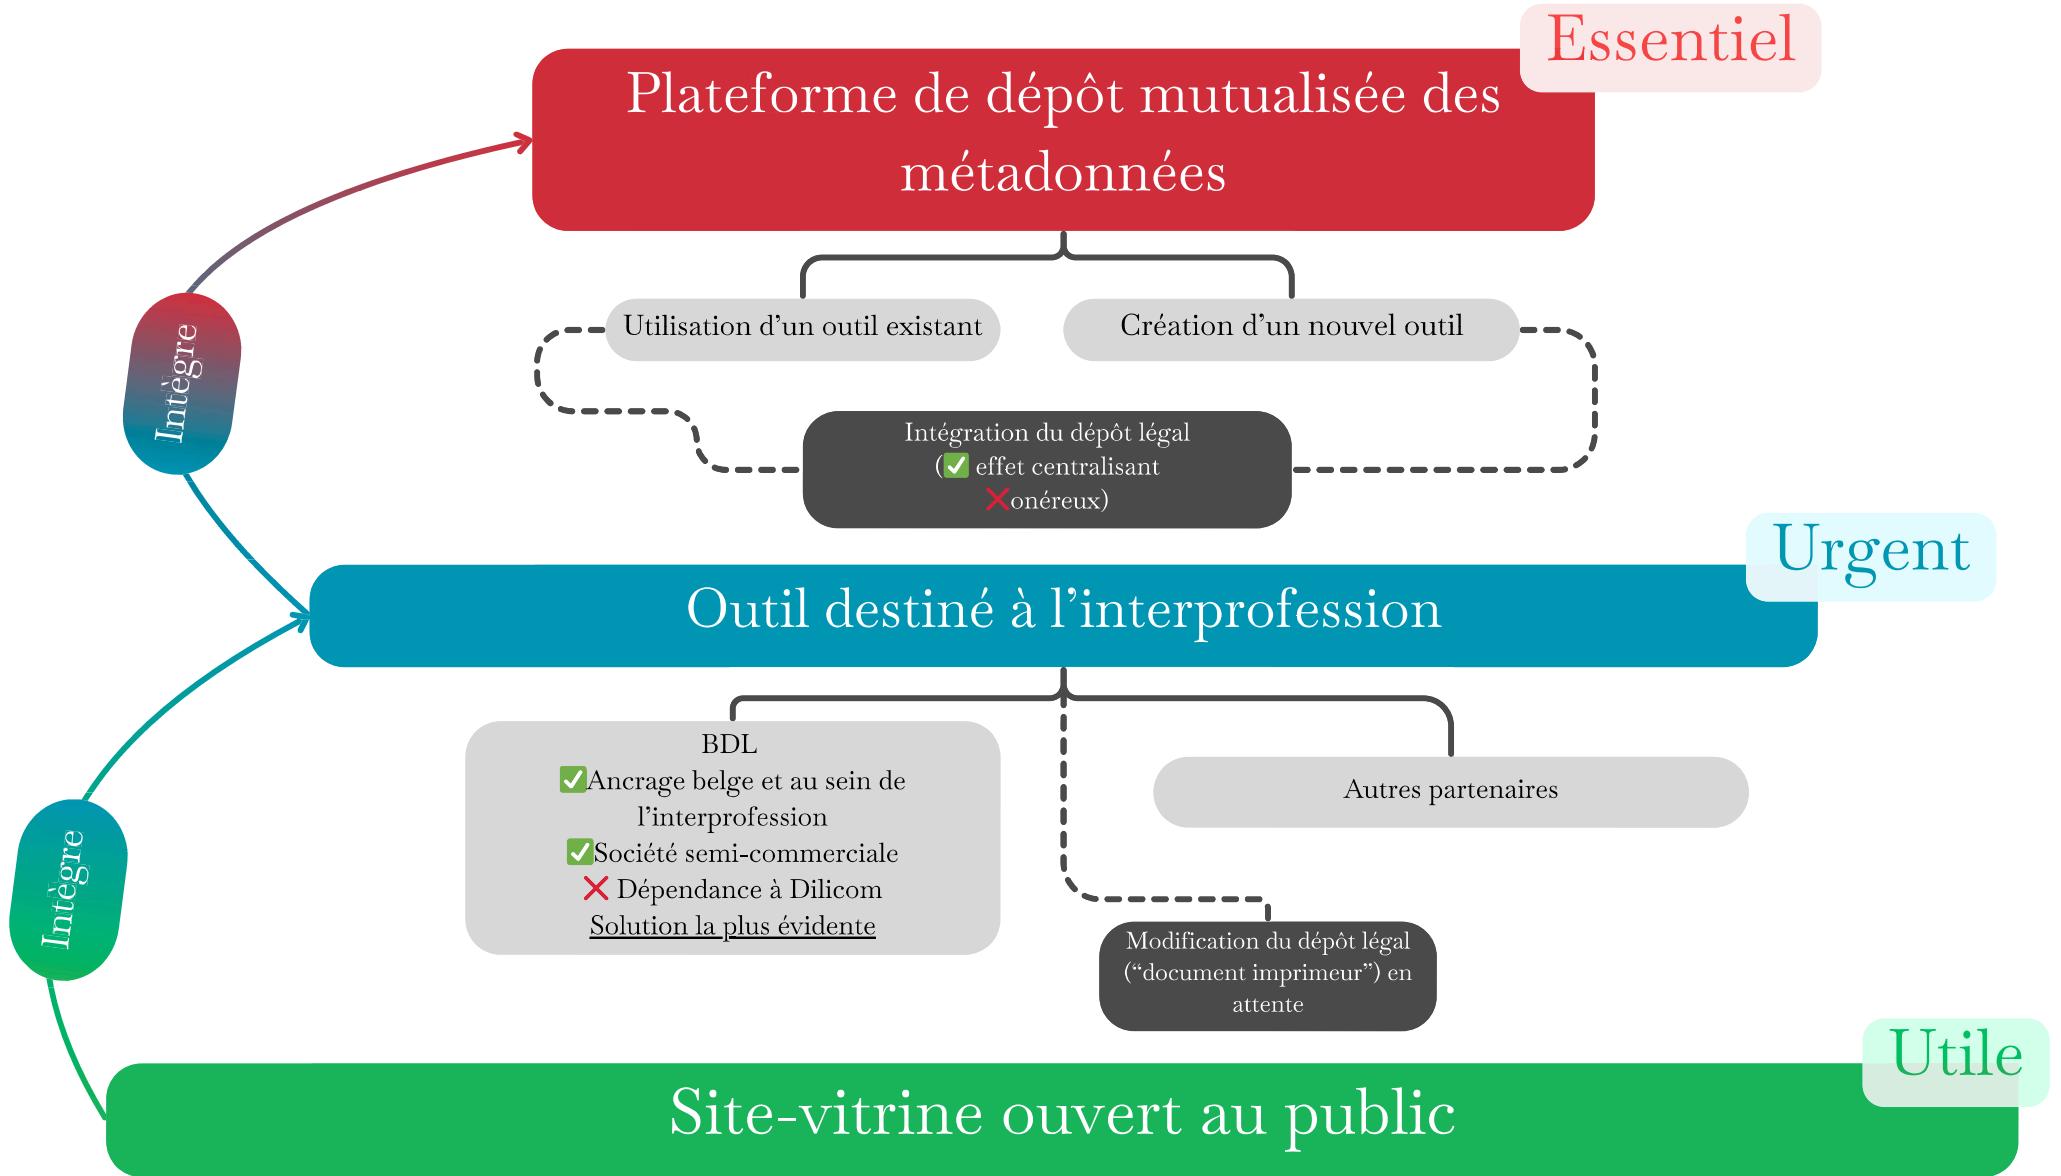 Essentiel
Plateforme de dépôt mutualisée des
métadonnées
Utilisation d’un outil existant
Création d’un nouvel outil
Intègre
Intégration du dépôt légal
(✅ effet centralisant
❌onéreux)
Urgent
Outil destiné à l’interprofession
BDL
✅Ancrage belge et au sein de
l’interprofession
✅Société semi-commerciale
❌ Dépendance à Dilicom
Solution la plus évidente
Autres partenaires
Intègre
Modification du dépôt légal
(“document imprimeur”) en
attente
Utile
Site-vitrine ouvert au public